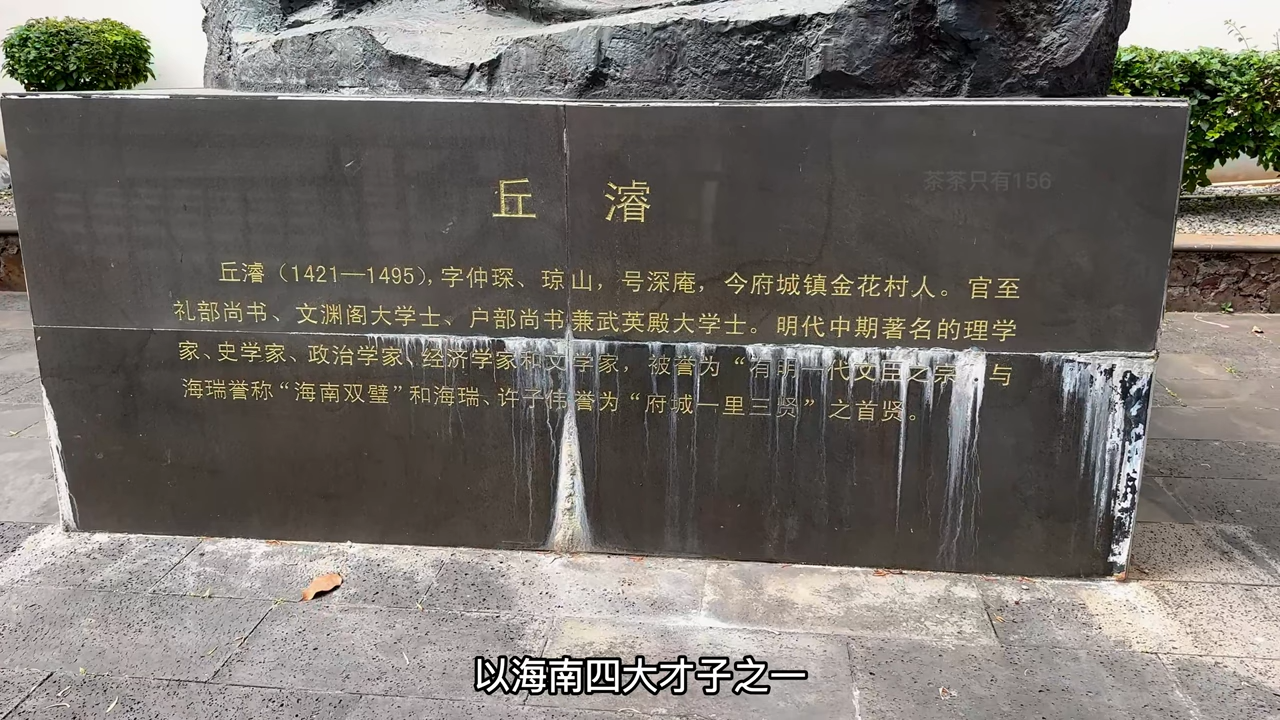 茶茶只有156
丘 濬
丘濬（1421—1495），字仲琛、琼山，号深庵，今府城镇金花村人。官至
礼部尚书、文渊阁大学士、户部尚书兼武英殿大学士。明代中期著名的理学
家、史学家、政治学家、经济学家和文学家，被誉为“有明一代文臣之宗”。与
海瑞誉称“海南双璧”和海瑞、许子伟誉为“府城一里三贤”之首贤。
以海南四大才子之一